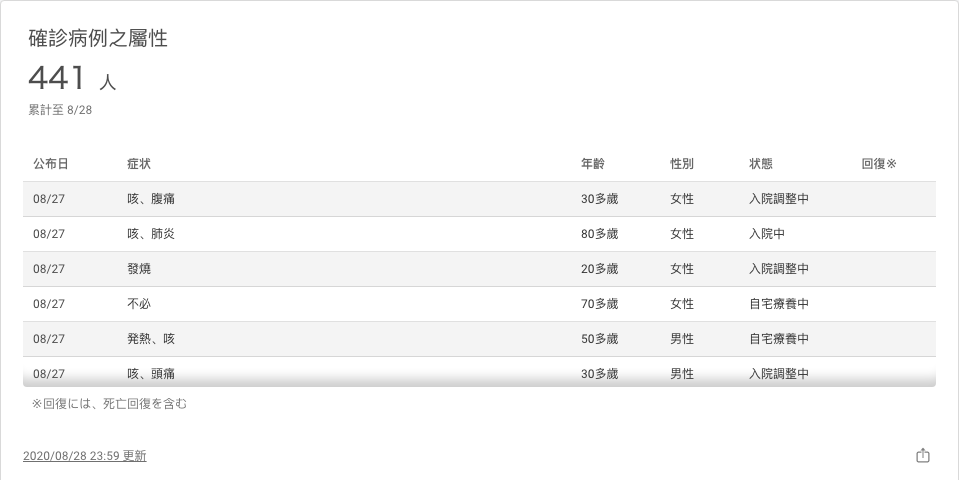 確診病例之屬性
441 人
累計至 8/28
公布日 症状 年齡 性別 状態 回復※
08/27 咳、腹痛 30多歲 女性 入院調整中
08/27 咳、肺炎 80多歲 女性 入院中
08/27 發燒 20多歲 女性 入院調整中
08/27 不必 70多歲 女性 自宅療養中
08/27 発熱、咳 50多歲 男性 自宅療養中
08/27 咳、頭痛 30多歲 男性 入院調整中
※回復には、死亡回復を含む
2020/08/28 23:59 更新